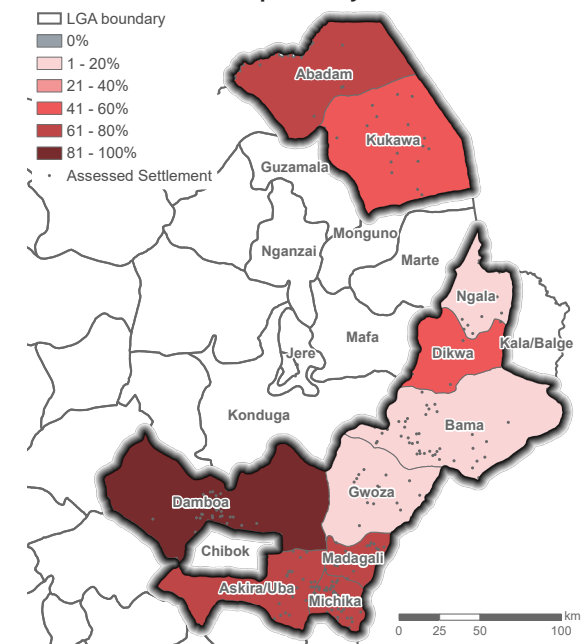 LGA boundary
0%
1 - 20%
21 - 40%
41 - 60%
61 - 80%
81 - 100%
Assessed Settlement
Abadam
Kukawa
Guzamala
Monguno
Nganzai
Marte
Ngala
Mafa
Jere
Dikwa
Kala/Balge
Konduga
Bama
Gwoza
Damboa
Chibok
Madagali
Askira/Uba
Michika
km
0 25 50 100